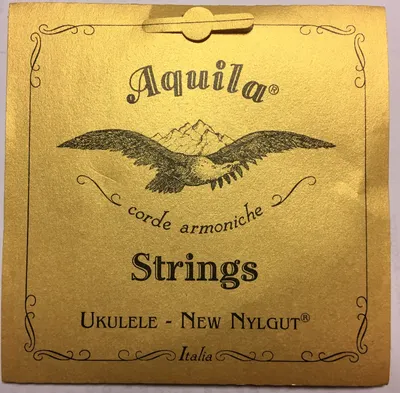 Aquila®
corde armoniche
Strings
UKULELE - NEW NYLGUT®
Italia